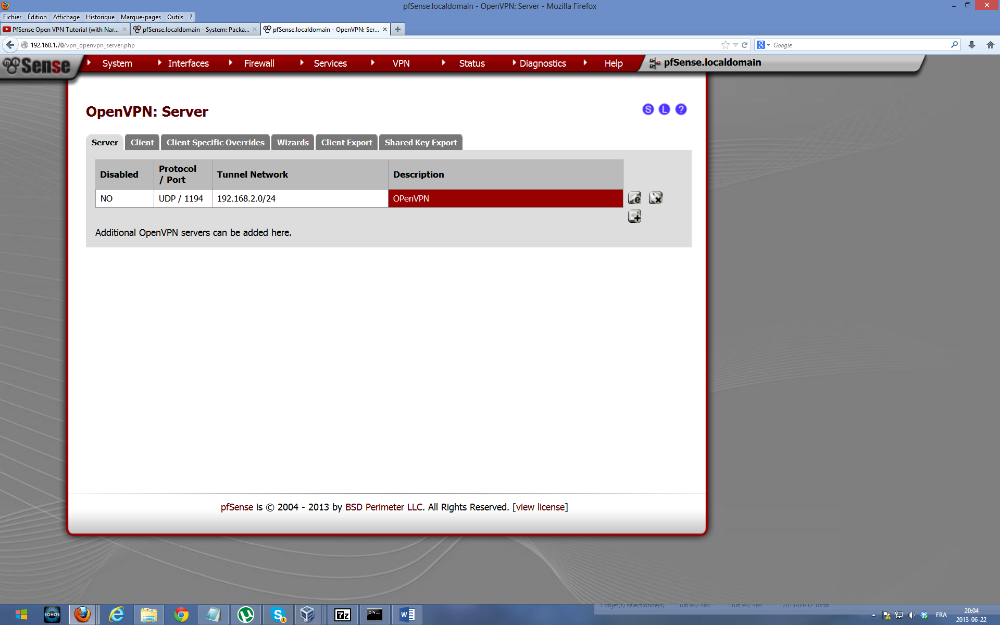 pfSense.localdomain - OpenVPN: Server - Mozilla Firefox
Fichier Édition Affichage Historique Marque-pages Outils ?
PfSense Open VPN Tutorial (with Nar...
pfSense.localdomain - System: Packa...
pfSense.localdomain - OpenVPN: Ser...
192.168.1.70/vpn_openvpn_server.php
Google
Sense
System Interfaces Firewall Services VPN Status Diagnostics Help
pfSense.localdomain
OpenVPN: Server
S L ?
Server Client Client Specific Overrides Wizards Client Export Shared Key Export
Disabled Protocol / Port Tunnel Network Description
NO UDP / 1194 192.168.2.0/24 OPenVPN
Additional OpenVPN servers can be added here.
pfSense is © 2004 - 2013 by BSD Perimeter LLC. All Rights Reserved. [view license]
1 objet(s) sélectionné(s) 106 942 464 106 942 464 2013-04-12 10:56
SONOS
7z
C:\_
FRA
20:04
2013-06-22